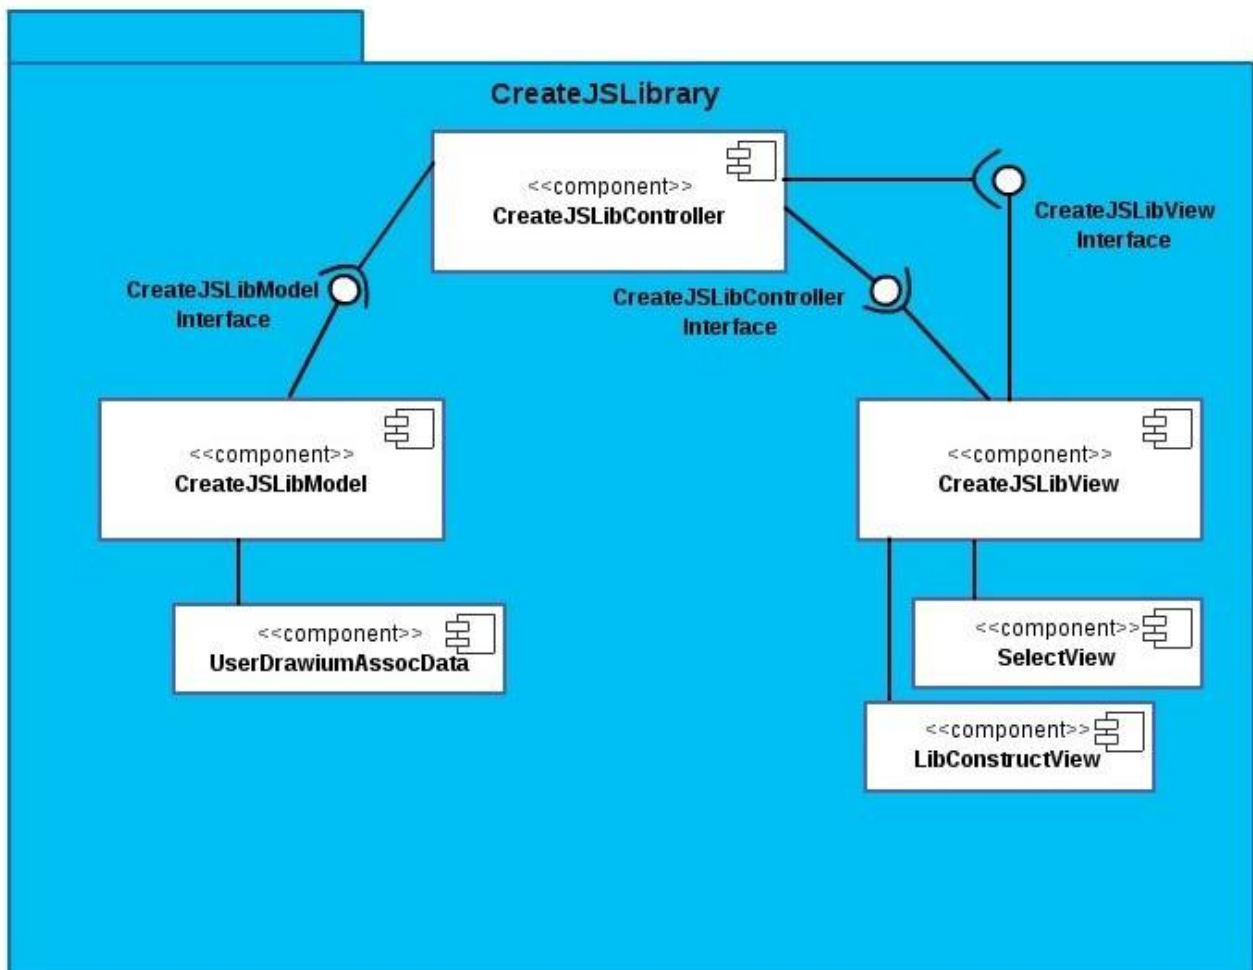 CreateJSLibrary
<<component>>
CreateJSLibController
CreateJSLibView
Interface
CreateJSLibModel
Interface
CreateJSLibController
Interface
<<component>>
CreateJSLibModel
<<component>>
CreateJSLibView
<<component>>
UserDrawiumAssocData
<<component>>
SelectView
<<component>>
LibConstructView